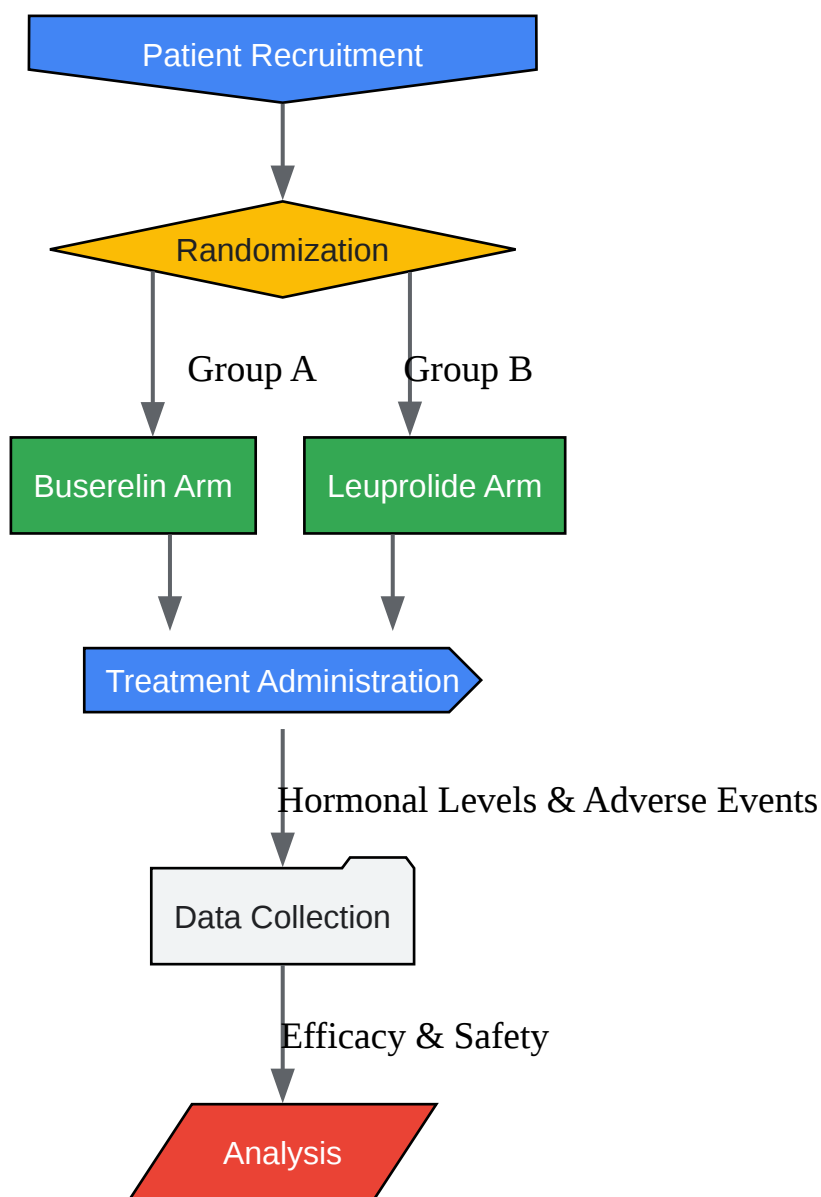 Patient Recruitment
Randomization
Group A
Group B
Buserelin Arm
Leuprolide Arm
Treatment Administration
Hormonal Levels & Adverse Events
Data Collection
Efficacy & Safety
Analysis